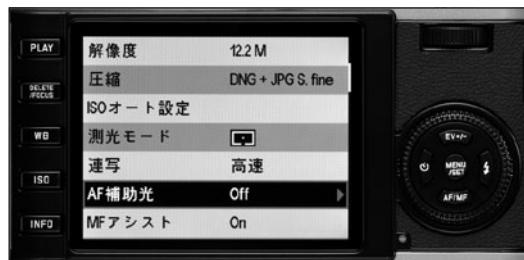 PLAY
DELETE
/FOCUS
WB
ISO
INFO
解像度 12.2 M
圧縮 DNG + JPG S. fine
ISOオート設定
測光モード
連写 高速
AF補助光 Off
MFアシスト On
EV+/-
MENU
/SET
AF/MF